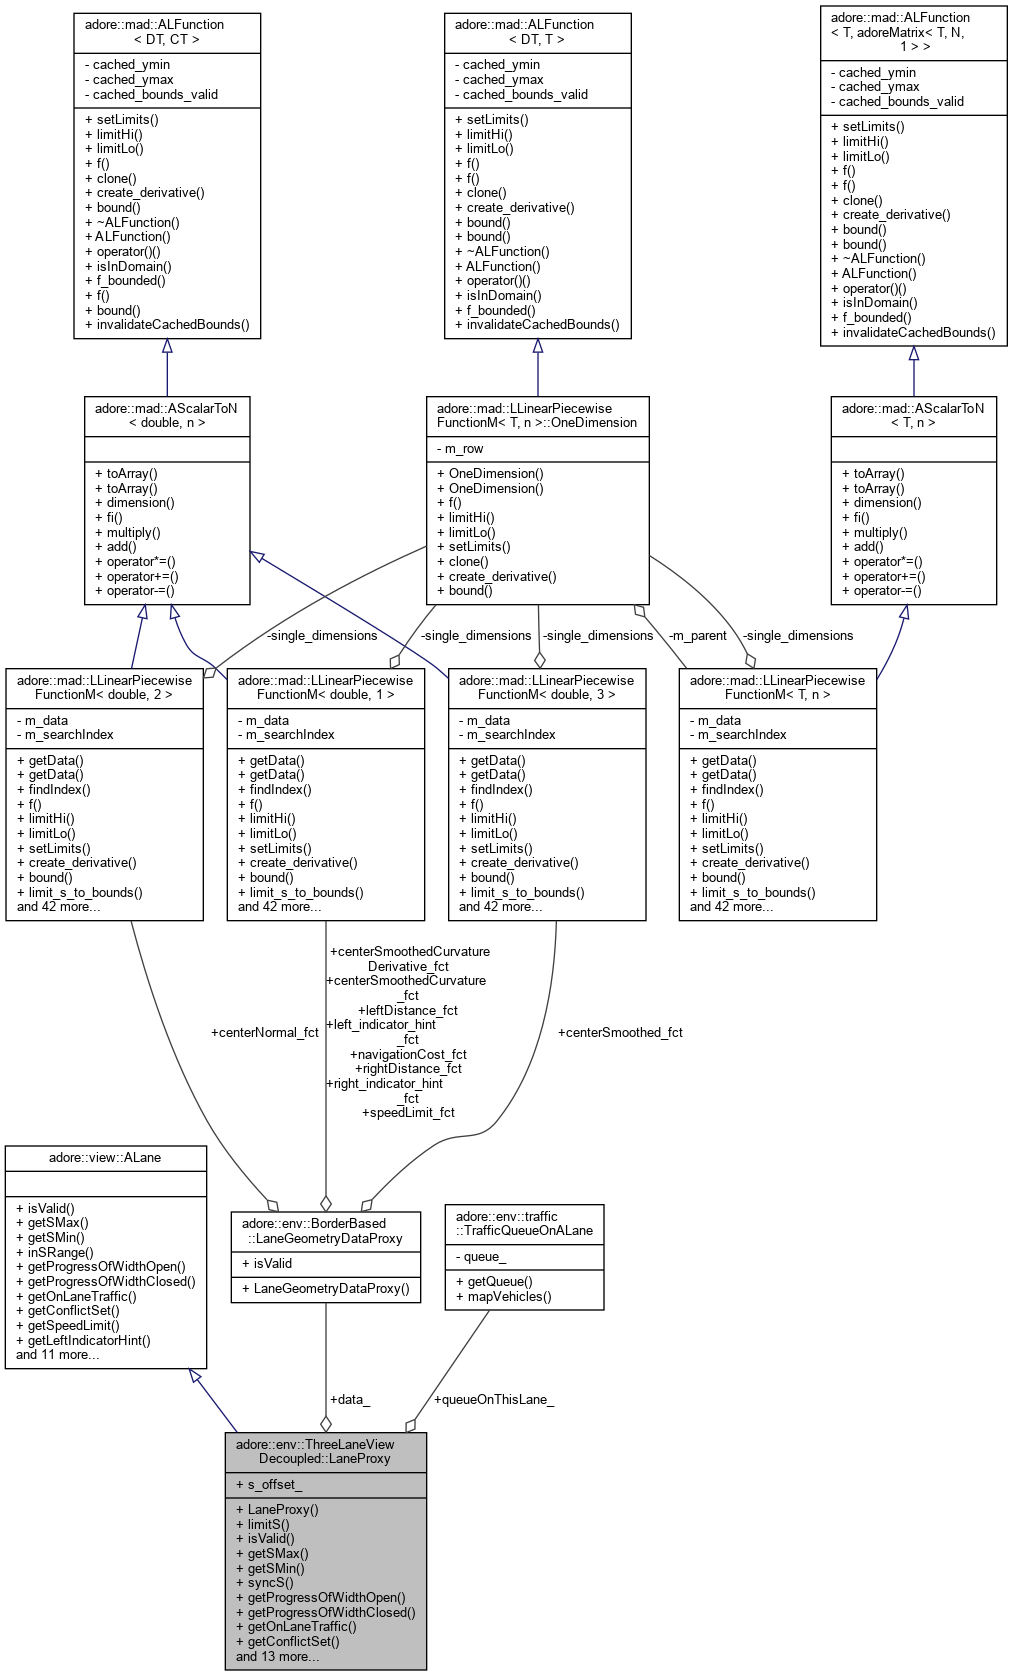 adore::mad::ALFunction
< DT, CT >
- cached_ymin
- cached_ymax
- cached_bounds_valid
+ setLimits()
+ limitHi()
+ limitLo()
+ f()
+ clone()
+ create_derivative()
+ bound()
+ ~ALFunction()
+ ALFunction()
+ operator()()
+ isInDomain()
+ f_bounded()
+ f()
+ bound()
+ invalidateCachedBounds()
adore::mad::ALFunction
< DT, T >
- cached_ymin
- cached_ymax
- cached_bounds_valid
+ setLimits()
+ limitHi()
+ limitLo()
+ f()
+ f()
+ clone()
+ create_derivative()
+ bound()
+ bound()
+ ~ALFunction()
+ ALFunction()
+ operator()()
+ isInDomain()
+ f_bounded()
+ invalidateCachedBounds()
adore::mad::ALFunction
< T, adoreMatrix< T, N,
1 > >
- cached_ymin
- cached_ymax
- cached_bounds_valid
+ setLimits()
+ limitHi()
+ limitLo()
+ f()
+ f()
+ clone()
+ create_derivative()
+ bound()
+ bound()
+ ~ALFunction()
+ ALFunction()
+ operator()()
+ isInDomain()
+ f_bounded()
+ invalidateCachedBounds()
adore::mad::AScalarToN
< double, n >
+ toArray()
+ toArray()
+ dimension()
+ fi()
+ multiply()
+ add()
+ operator*=()
+ operator+=()
+ operator-=()
adore::mad::LLinearPiecewise
FunctionM< T, n >::OneDimension
- m_row
+ OneDimension()
+ OneDimension()
+ f()
+ limitHi()
+ limitLo()
+ setLimits()
+ clone()
+ create_derivative()
+ bound()
adore::mad::AScalarToN
< T, n >
+ toArray()
+ toArray()
+ dimension()
+ fi()
+ multiply()
+ add()
+ operator*=()
+ operator+=()
+ operator-=()
-single_dimensions
-single_dimensions
-single_dimensions
-m_parent
-single_dimensions
adore::mad::LLinearPiecewise
FunctionM< double, 2 >
- m_data
- m_searchIndex
+ getData()
+ getData()
+ findIndex()
+ f()
+ limitHi()
+ limitLo()
+ setLimits()
+ create_derivative()
+ bound()
+ limit_s_to_bounds()
and 42 more...
adore::mad::LLinearPiecewise
FunctionM< double, 1 >
- m_data
- m_searchIndex
+ getData()
+ getData()
+ findIndex()
+ f()
+ limitHi()
+ limitLo()
+ setLimits()
+ create_derivative()
+ bound()
+ limit_s_to_bounds()
and 42 more...
adore::mad::LLinearPiecewise
FunctionM< double, 3 >
- m_data
- m_searchIndex
+ getData()
+ getData()
+ findIndex()
+ f()
+ limitHi()
+ limitLo()
+ setLimits()
+ create_derivative()
+ bound()
+ limit_s_to_bounds()
and 42 more...
adore::mad::LLinearPiecewise
FunctionM< T, n >
- m_data
- m_searchIndex
+ getData()
+ getData()
+ findIndex()
+ f()
+ limitHi()
+ limitLo()
+ setLimits()
+ create_derivative()
+ bound()
+ limit_s_to_bounds()
and 42 more...
+centerNormal_fct
+centerSmoothedCurvature
Derivative_fct
+centerSmoothedCurvature
_fct
+leftDistance_fct
+left_indicator_hint
_fct
+navigationCost_fct
+rightDistance_fct
+right_indicator_hint
_fct
+speedLimit_fct
+centerSmoothed_fct
adore::view::ALane
+ isValid()
+ getSMax()
+ getSMin()
+ inSRange()
+ getProgressOfWidthOpen()
+ getProgressOfWidthClosed()
+ getOnLaneTraffic()
+ getConflictSet()
+ getSpeedLimit()
+ getLeftIndicatorHint()
and 11 more...
adore::env::BorderBased
::LaneGeometryDataProxy
+ isValid
+ LaneGeometryDataProxy()
adore::env::traffic
::TrafficQueueOnALane
- queue_
+ getQueue()
+ mapVehicles()
+data_
+queueOnThisLane_
adore::env::ThreeLaneView
Decoupled::LaneProxy
+ s_offset_
+ LaneProxy()
+ limitS()
+ isValid()
+ getSMax()
+ getSMin()
+ syncS()
+ getProgressOfWidthOpen()
+ getProgressOfWidthClosed()
+ getOnLaneTraffic()
+ getConflictSet()
and 13 more...